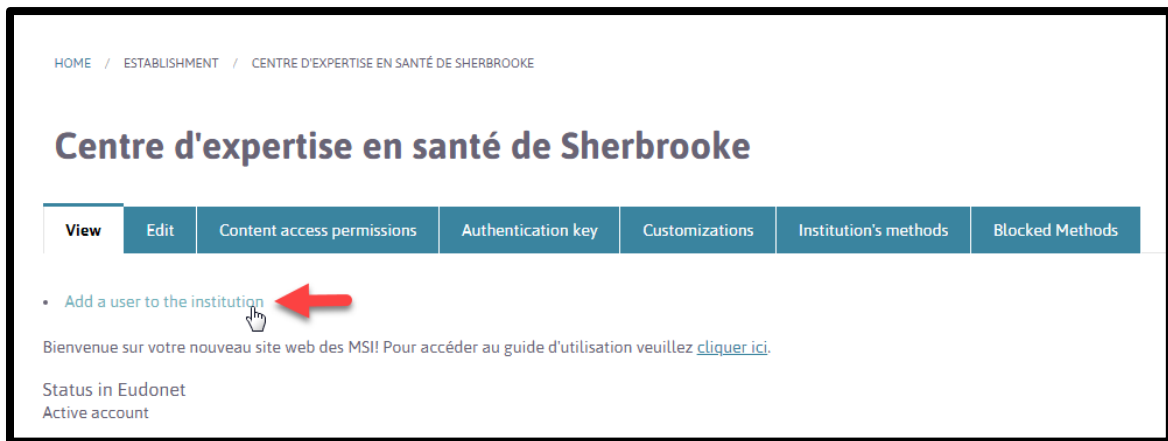 HOME / ESTABLISHMENT / CENTRE D'EXPERTISE EN SANTÉ DE SHERBROOKE
Centre d'expertise en santé de Sherbrooke
View Edit Content access permissions Authentication key Customizations Institution's methods Blocked Methods
• Add a user to the institution
Bienvenue sur votre nouveau site web des MSI! Pour accéder au guide d'utilisation veuillez cliquer ici.
Status in Eudonet
Active account